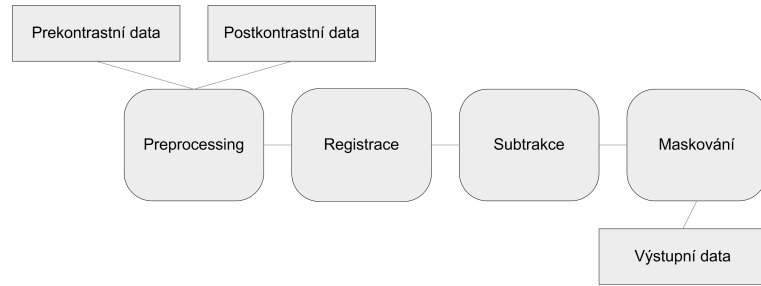 Prekontrastní data
Postkontrastní data
Preprocessing
Registrace
Subtrakce
Maskování
Výstupní data